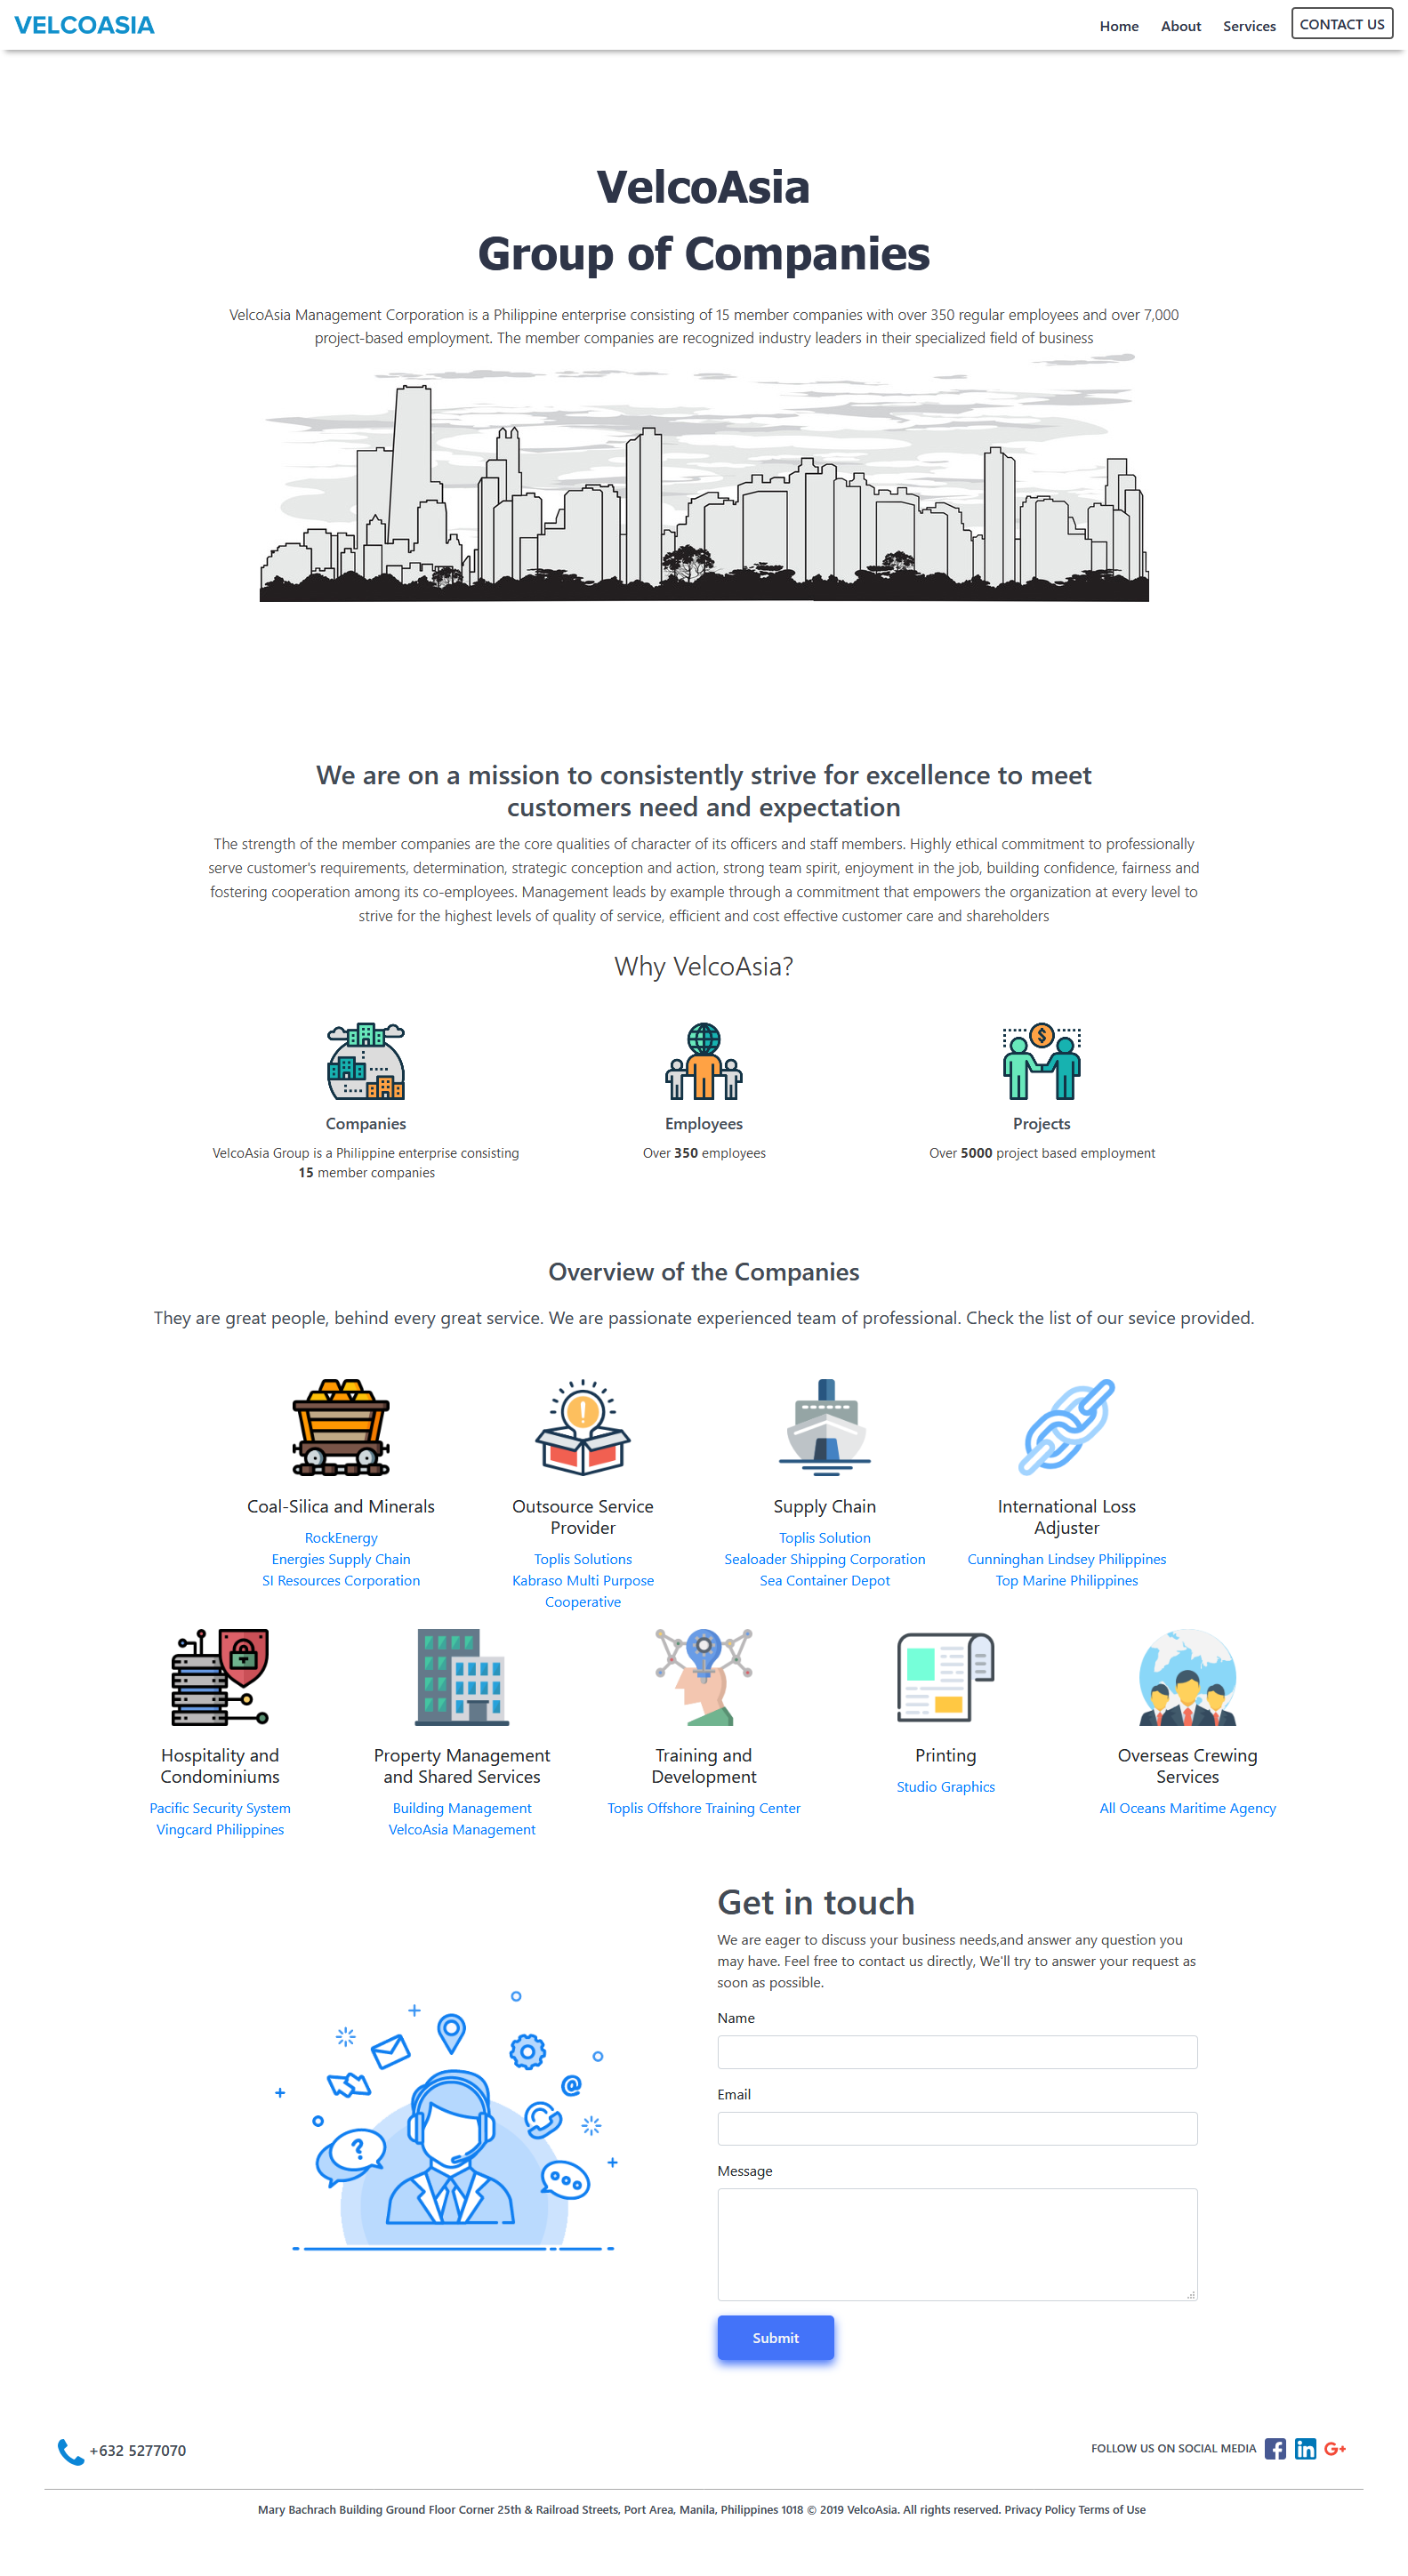 VELCOASIA
Home
About
Services
CONTACT US
VelcoAsia
Group of Companies
VelcoAsia Management Corporation is a Philippine enterprise consisting of 15 member companies with over 350 regular employees and over 7,000
project-based employment. The member companies are recognized industry leaders in their specialized field of business
We are on a mission to consistently strive for excellence to meet
customers need and expectation
The strength of the member companies are the core qualities of character of its officers and staff members. Highly ethical commitment to professionally
serve customer's requirements, determination, strategic conception and action, strong team spirit, enjoyment in the job, building confidence, fairness and
fostering cooperation among its co-employees. Management leads by example through a commitment that empowers the organization at every level to
strive for the highest levels of quality of service, efficient and cost effective customer care and shareholders
Why VelcoAsia?
Companies
VelcoAsia Group is a Philippine enterprise consisting
15 member companies
Employees
Over 350 employees
Projects
Over 5000 project based employment
Overview of the Companies
They are great people, behind every great service. We are passionate experienced team of professional. Check the list of our sevice provided.
Coal-Silica and Minerals
RockEnergy
Energies Supply Chain
SI Resources Corporation
Outsource Service
Provider
Toplis Solutions
Kabraso Multi Purpose
Cooperative
Supply Chain
Toplis Solution
Sealoader Shipping Corporation
Sea Container Depot
International Loss
Adjuster
Cunninghan Lindsey Philippines
Top Marine Philippines
Hospitality and
Condominiums
Pacific Security System
Vingcard Philippines
Property Management
and Shared Services
Building Management
VelcoAsia Management
Training and
Development
Toplis Offshore Training Center
Printing
Studio Graphics
Overseas Crewing
Services
All Oceans Maritime Agency
Get in touch
We are eager to discuss your business needs,and answer any question you
may have. Feel free to contact us directly, We'll try to answer your request as
soon as possible.
Name
Email
Message
Submit
+632 5277070
FOLLOW US ON SOCIAL MEDIA
Mary Bachrach Building Ground Floor Corner 25th & Railroad Streets, Port Area, Manila, Philippines 1018 © 2019 VelcoAsia. All rights reserved. Privacy Policy Terms of Use